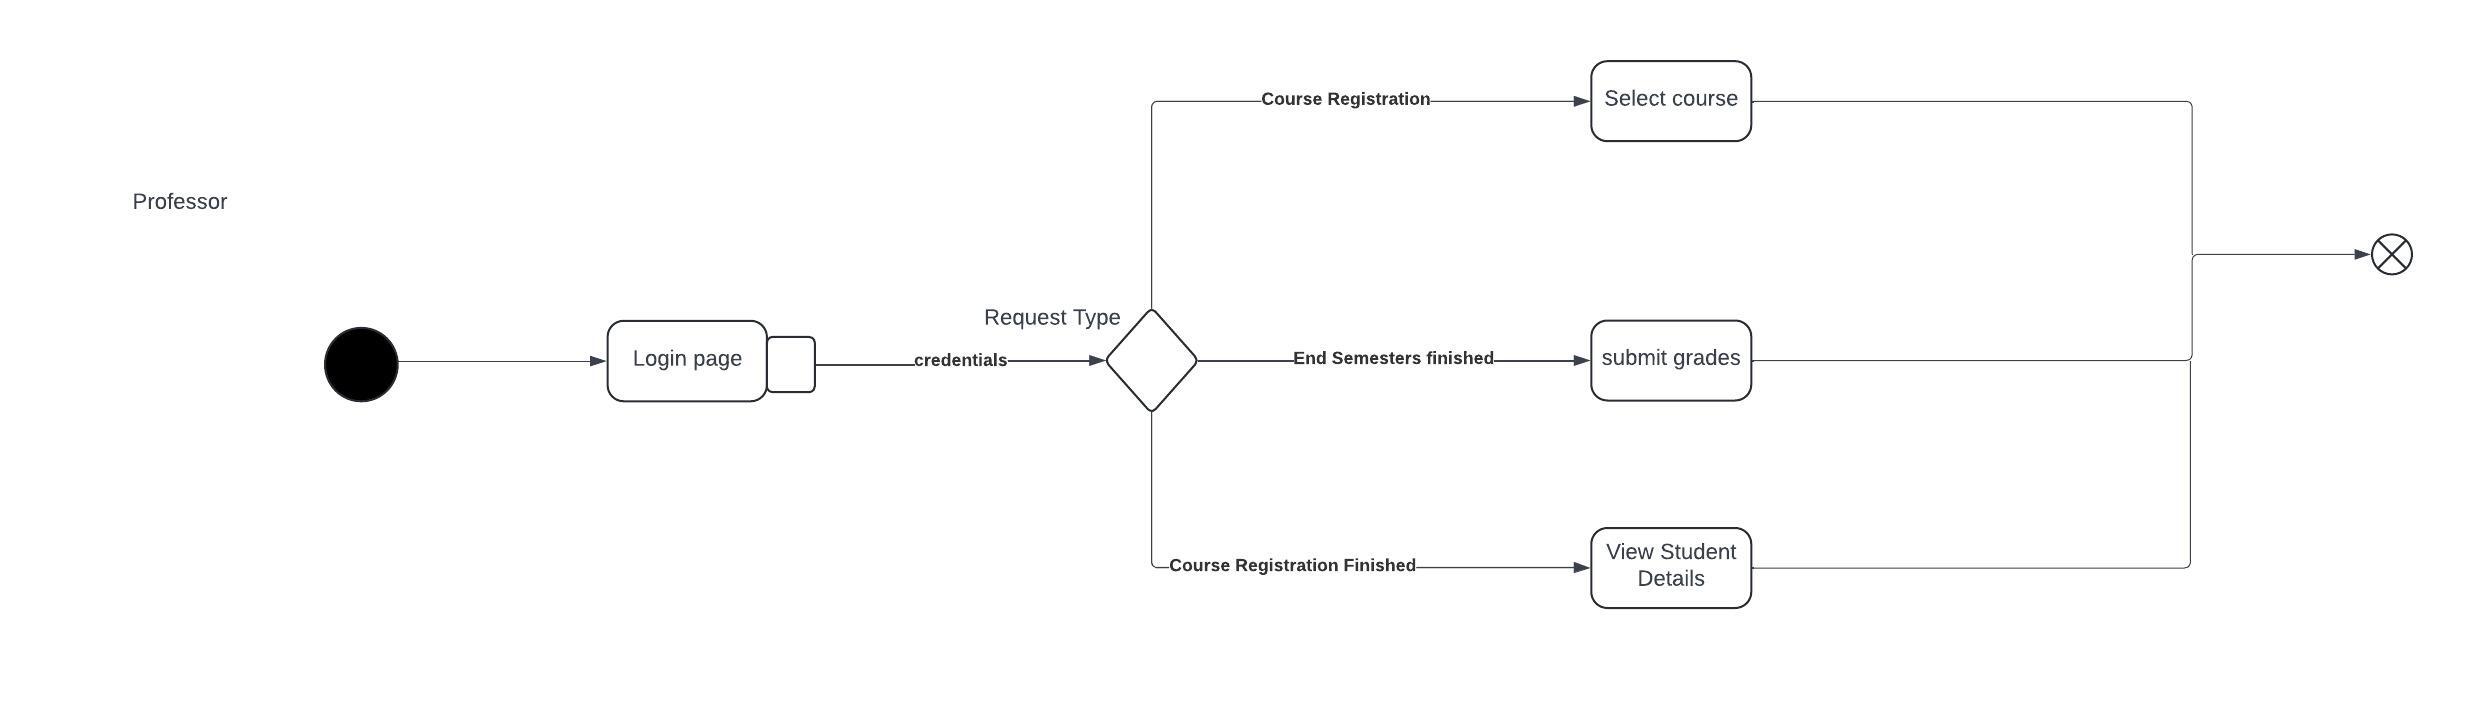 Professor
Login page
credentials
Request Type
Course Registration
Select course
End Semesters finished
submit grades
Course Registration Finished
View Student
Details